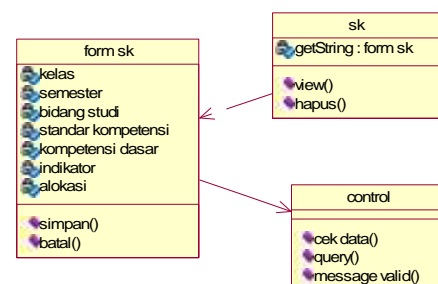 form sk
kelas
semester
bidang studi
standar kompetensi
kompetensi dasar
indikator
alokasi
simpan()
batal()
sk
getString : form sk
view()
hapus()
control
cek data()
query()
message valid()